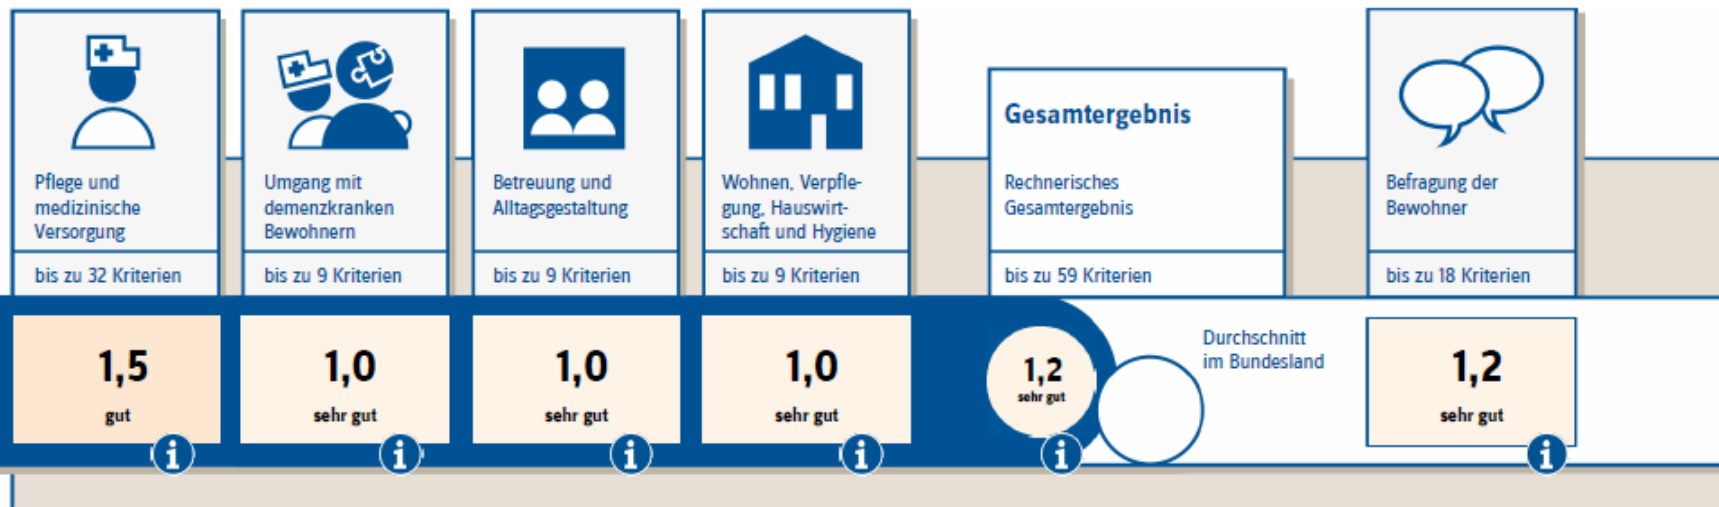 Pflege und
medizinische
Versorgung
bis zu 32 Kriterien
1,5
gut
i
Umgang mit
demenzkranken
Bewohnern
bis zu 9 Kriterien
1,0
sehr gut
i
Betreuung und
Alltagsgestaltung
bis zu 9 Kriterien
1,0
sehr gut
i
Wohnen, Verpfle-
gung, Hauswirt-
schaft und Hygiene
bis zu 9 Kriterien
1,0
sehr gut
i
Gesamtergebnis
Rechnerisches
Gesamtergebnis
bis zu 59 Kriterien
1,2
sehr gut
i
Durchschnitt
im Bundesland
Befragung der
Bewohner
bis zu 18 Kriterien
1,2
sehr gut
i